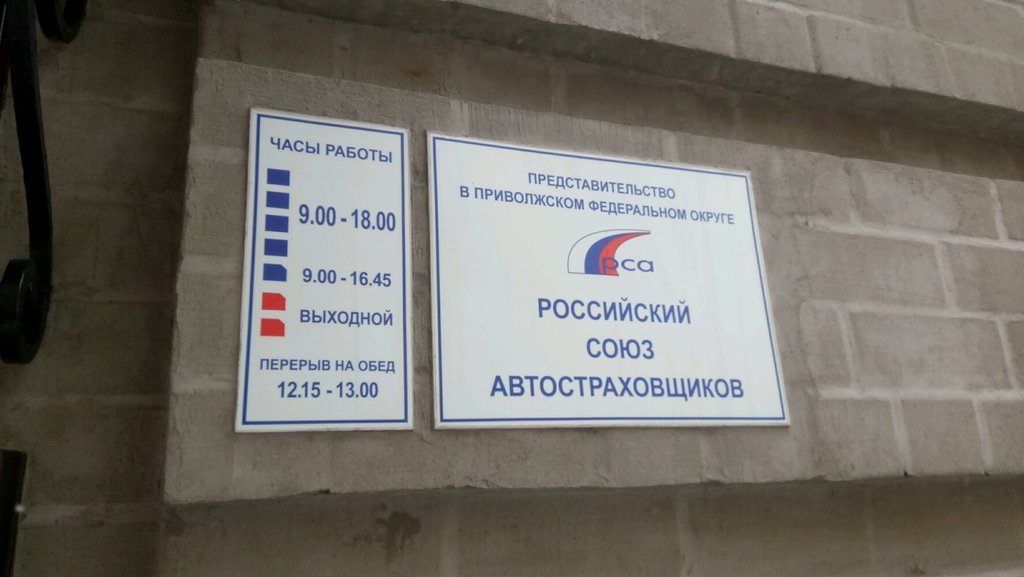 ЧАСЫ РАБОТЫ
9.00 - 18.00
9.00 - 16.45
ВЫХОДНОЙ
ПЕРЕРЫВ НА ОБЕД
12.15 - 13.00
ПРЕДСТАВИТЕЛЬСТВО
В ПРИВОЛЖСКОМ ФЕДЕРАЛЬНОМ ОКРУГЕ
рса
РОССИЙСКИЙ
СОЮЗ
АВТОСТРАХОВЩИКОВ